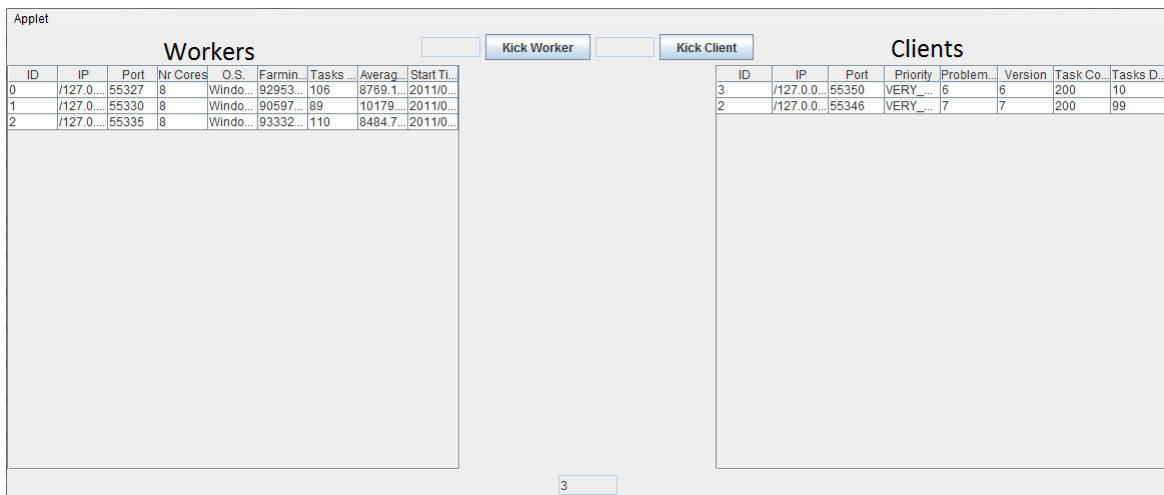 Applet
Workers Kick Worker Kick Client Clients
ID IP Port Nr Cores O.S. Farmin... Tasks ... Averag... Start Ti... ID IP Port Priority Problem... Version Task Co... Tasks D...
0 /127.0.... 55327 8 Windo... 92953... 106 8769.1... 2011/0... 3 /127.0.0... 55350 VERY_... 6 6 200 10
1 /127.0.... 55330 8 Windo... 90597... 89 10179.... 2011/0... 2 /127.0.0... 55346 VERY_... 7 7 200 99
2 /127.0.... 55335 8 Windo... 93332... 110 8484.7... 2011/0...
3